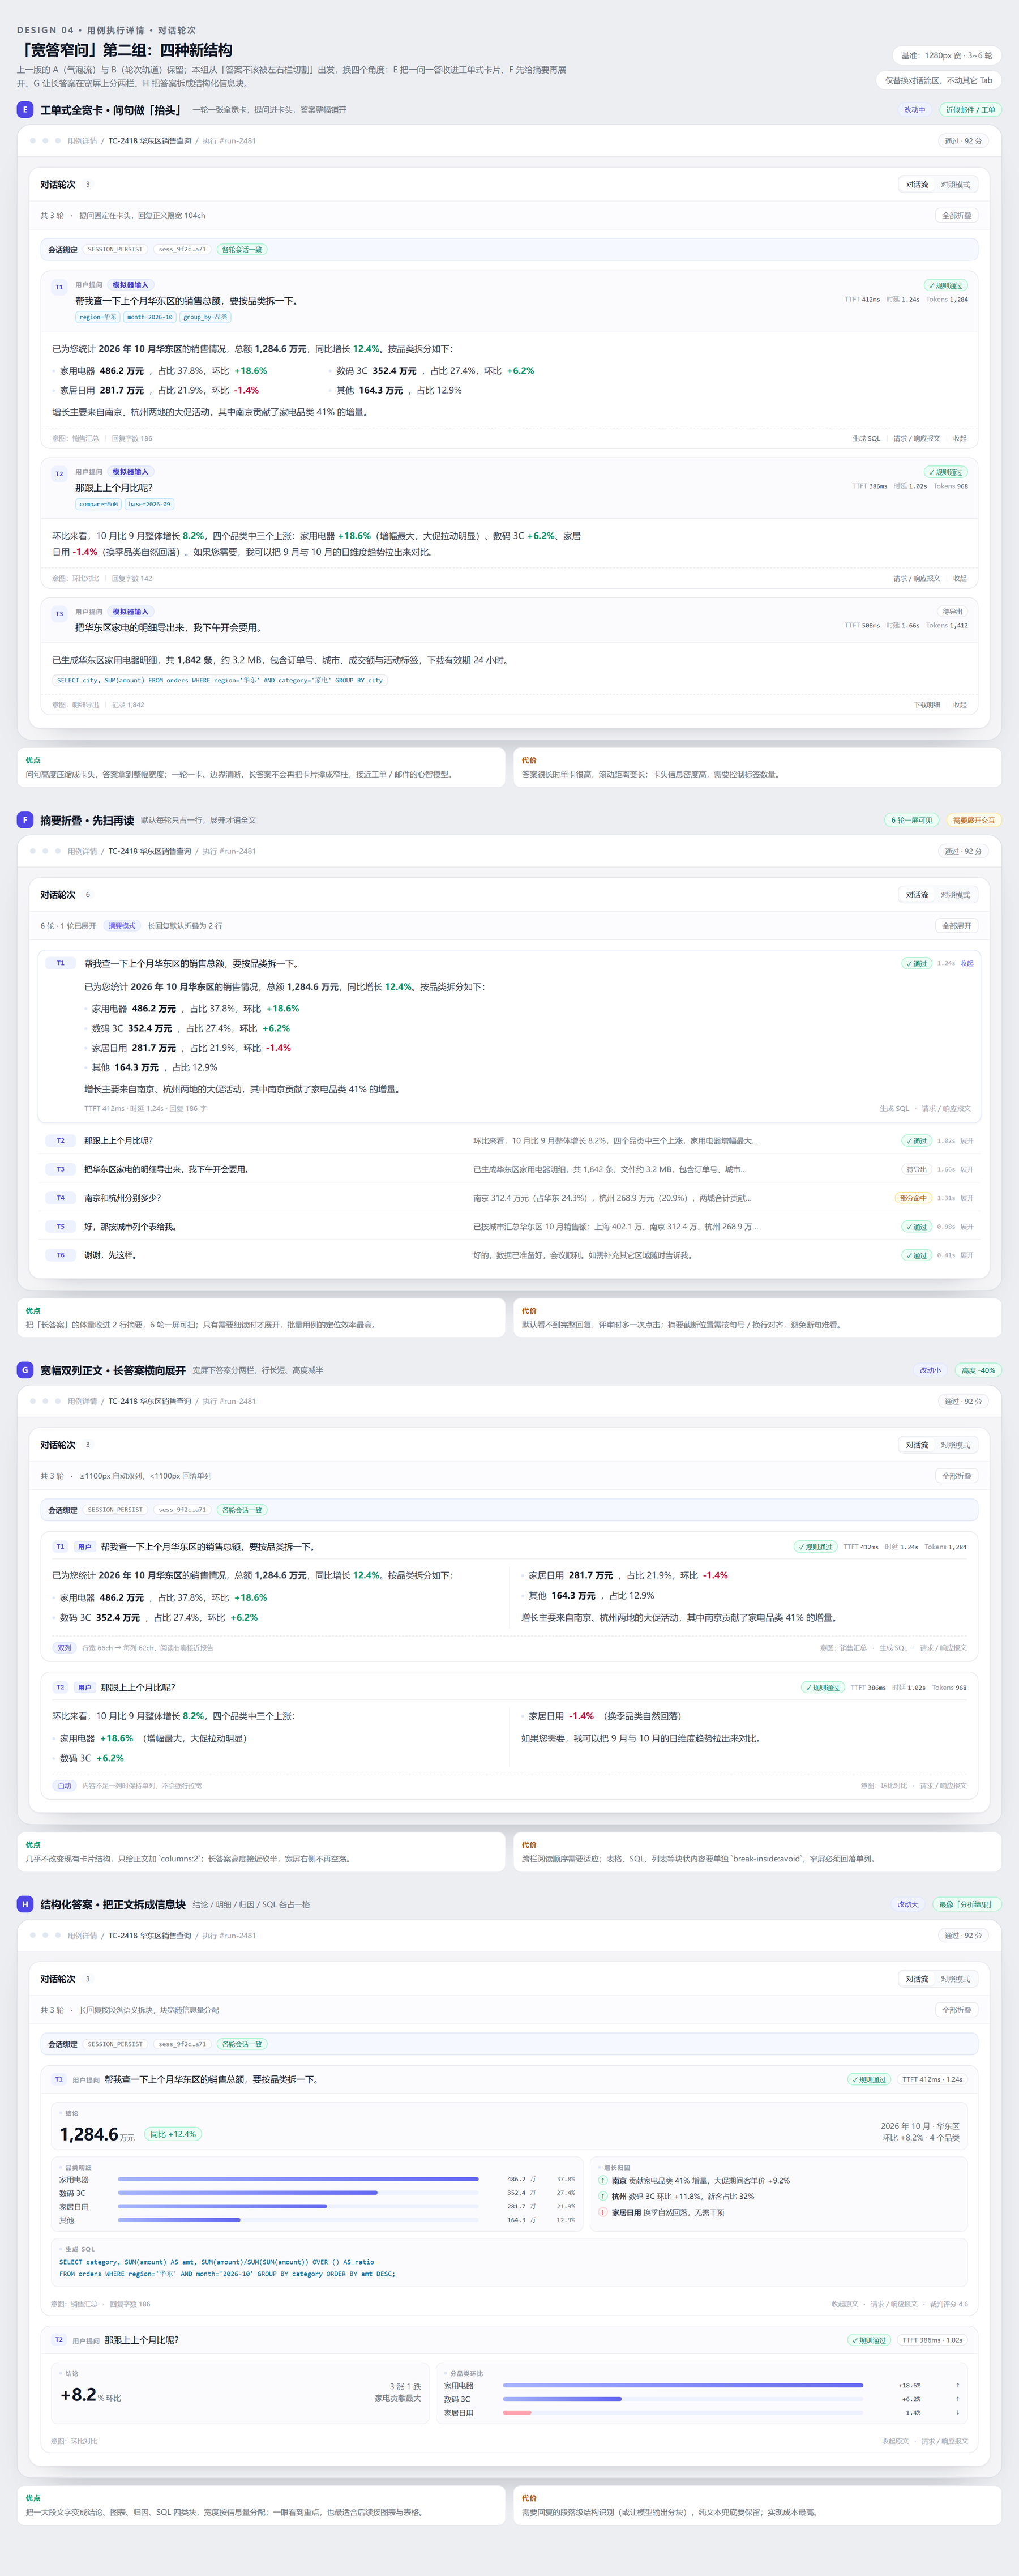 DESIGN 04 • 用例执行详情 • 对话轮次
「宽答窄问」第二组：四种新结构
上一版的 A（气泡流）与 B（轮次轨道）保留；本组从「答案不该被左右栏切割」出发，换四个角度：E 把一问一答收进工单式卡片、F 先给摘要再展
开、G 让长答案在宽屏上分两栏、H 把答案拆成结构化信息块。
基准：1280px 宽 · 3~6 轮
仅替换对话流区，不动其它 Tab
E 工单式全宽卡 • 问句做「抬头」 一轮一张全宽卡，提问进卡头，答案整幅铺开 改动中 近似邮件 / 工单
用例详情 / TC-2418 华东区销售查询 / 执行 #run-2481 通过 · 92 分
对话轮次 3 对话流 对照模式
共 3 轮 · 提问固定在卡头，回复正文限宽 104ch 全部折叠
会话绑定 SESSION_PERSIST sess_9f2c…a71 各轮会话一致
T1 用户提问 模拟器输入 ✓ 规则通过
帮我查一下上个月华东区的销售总额，要按品类拆一下。 TTFT 412ms 时延 1.24s Tokens 1,284
region=华东 month=2026-10 group_by=品类
已为您统计 2026 年 10 月华东区的销售情况，总额 1,284.6 万元，同比增长 12.4%。按品类拆分如下：
家用电器 486.2 万元 ，占比 37.8%，环比 +18.6% 数码 3C 352.4 万元 ，占比 27.4%，环比 +6.2%
家居日用 281.7 万元 ，占比 21.9%，环比 -1.4% 其他 164.3 万元 ，占比 12.9%
增长主要来自南京、杭州两地的大促活动，其中南京贡献了家电品类 41% 的增量。
意图：销售汇总 | 回复字数 186 生成 SQL | 请求 / 响应报文 | 收起
T2 用户提问 模拟器输入 ✓ 规则通过
那跟上上个月比呢？ TTFT 386ms 时延 1.02s Tokens 968
compare=MoM base=2026-09
环比来看，10 月比 9 月整体增长 8.2%，四个品类中三个上涨：家用电器 +18.6%（增幅最大，大促拉动明显）、数码 3C +6.2%、家居
日用 -1.4%（换季品类自然回落）。如果您需要，我可以把 9 月与 10 月的日维度趋势拉出来对比。
意图：环比对比 | 回复字数 142 请求 / 响应报文 | 收起
T3 用户提问 模拟器输入 待导出
把华东区家电的明细导出来，我下午开会要用。 TTFT 508ms 时延 1.66s Tokens 1,412
已生成华东区家用电器明细，共 1,842 条，约 3.2 MB，包含订单号、城市、成交额与活动标签，下载有效期 24 小时。
SELECT city, SUM(amount) FROM orders WHERE region='华东' AND category='家电' GROUP BY city
意图：明细导出 | 记录 1,842 下载明细 | 收起
优点
问句高度压缩成卡头，答案拿到整幅宽度；一轮一卡、边界清晰，长答案不会再把卡片撑成窄柱，接近工单 / 邮件的心智模型。
代价
答案很长时单卡很高，滚动距离变长；卡头信息密度高，需要控制标签数量。
F 摘要折叠 • 先扫再读 默认每轮只占一行，展开才铺全文 6 轮一屏可见 需要展开交互
用例详情 / TC-2418 华东区销售查询 / 执行 #run-2481 通过 · 92 分
对话轮次 6 对话流 对照模式
6 轮 · 1 轮已展开 摘要模式 长回复默认折叠为 2 行 全部展开
T1 帮我查一下上个月华东区的销售总额，要按品类拆一下。 ✓ 通过 1.24s 收起
已为您统计 2026 年 10 月华东区的销售情况，总额 1,284.6 万元，同比增长 12.4%。按品类拆分如下：
家用电器 486.2 万元 ，占比 37.8%，环比 +18.6%
数码 3C 352.4 万元 ，占比 27.4%，环比 +6.2%
家居日用 281.7 万元 ，占比 21.9%，环比 -1.4%
其他 164.3 万元 ，占比 12.9%
增长主要来自南京、杭州两地的大促活动，其中南京贡献了家电品类 41% 的增量。
TTFT 412ms · 时延 1.24s · 回复 186 字 生成 SQL · 请求 / 响应报文
T2 那跟上上个月比呢？ 环比来看，10 月比 9 月整体增长 8.2%，四个品类中三个上涨，家用电器增幅最大… ✓ 通过 1.02s 展开
T3 把华东区家电的明细导出来，我下午开会要用。 已生成华东区家用电器明细，共 1,842 条，文件约 3.2 MB，包含订单号、城市… 待导出 1.66s 展开
T4 南京和杭州分别多少？ 南京 312.4 万元（占华东 24.3%），杭州 268.9 万元（20.9%），两城合计贡献… 部分命中 1.31s 展开
T5 好，那按城市列个表给我。 已按城市汇总华东区 10 月销售额：上海 402.1 万、南京 312.4 万、杭州 268.9 万… ✓ 通过 0.98s 展开
T6 谢谢，先这样。 好的，数据已准备好，会议顺利。如需补充其它区域随时告诉我。 ✓ 通过 0.41s 展开
优点
把「长答案」的体量收进 2 行摘要，6 轮一屏可扫；只有需要细读时才展开，批量用例的定位效率最高。
代价
默认看不到完整回复，评审时多一次点击；摘要截断位置需按句号 / 换行对齐，避免断句难看。
G 宽幅双列正文 • 长答案横向展开 宽屏下答案分两栏，行长短、高度减半 改动小 高度 -40%
用例详情 / TC-2418 华东区销售查询 / 执行 #run-2481 通过 · 92 分
对话轮次 3 对话流 对照模式
共 3 轮 · ≥1100px 自动双列，<1100px 回落单列 全部折叠
会话绑定 SESSION_PERSIST sess_9f2c…a71 各轮会话一致
T1 用户 帮我查一下上个月华东区的销售总额，要按品类拆一下。 ✓ 规则通过 TTFT 412ms 时延 1.24s Tokens 1,284
已为您统计 2026 年 10 月华东区的销售情况，总额 1,284.6 万元，同比增长 12.4%。按品类拆分如下：
家用电器 486.2 万元 ，占比 37.8%，环比 +18.6%
数码 3C 352.4 万元 ，占比 27.4%，环比 +6.2%
家居日用 281.7 万元 ，占比 21.9%，环比 -1.4%
其他 164.3 万元 ，占比 12.9%
增长主要来自南京、杭州两地的大促活动，其中南京贡献了家电品类 41% 的增量。
双列 行宽 66ch → 每列 62ch，阅读节奏接近报告 意图：销售汇总 · 生成 SQL · 请求 / 响应报文
T2 用户 那跟上上个月比呢？ ✓ 规则通过 TTFT 386ms 时延 1.02s Tokens 968
环比来看，10 月比 9 月整体增长 8.2%，四个品类中三个上涨：
家用电器 +18.6% （增幅最大，大促拉动明显）
数码 3C +6.2%
家居日用 -1.4% （换季品类自然回落）
如果您需要，我可以把 9 月与 10 月的日维度趋势拉出来对比。
自动 内容不足一列时保持单列，不会强行拉宽 意图：环比对比 · 请求 / 响应报文
优点
几乎不改变现有卡片结构，只给正文加 `columns:2`；长答案高度接近砍半，宽屏右侧不再空荡。
代价
跨栏阅读顺序需适应；表格、SQL、列表等块状内容要单独 `break-inside:avoid`，窄屏必须回落单列。
H 结构化答案 • 把正文拆成信息块 结论 / 明细 / 归因 / SQL 各占一格 改动大 最像「分析结果」
用例详情 / TC-2418 华东区销售查询 / 执行 #run-2481 通过 · 92 分
对话轮次 3 对话流 对照模式
共 3 轮 · 长回复按段落语义拆块，块宽随信息量分配 全部折叠
会话绑定 SESSION_PERSIST sess_9f2c…a71 各轮会话一致
T1 用户提问 帮我查一下上个月华东区的销售总额，要按品类拆一下。 ✓ 规则通过 TTFT 412ms · 1.24s
结论
1,284.6 万元 同比 +12.4%
2026 年 10 月 · 华东区
环比 +8.2% · 4 个品类
品类明细
家用电器 486.2 万 37.8%
数码 3C 352.4 万 27.4%
家居日用 281.7 万 21.9%
其他 164.3 万 12.9%
增长归因
↑ 南京 贡献家电品类 41% 增量，大促期间客单价 +9.2%
↑ 杭州 数码 3C 环比 +11.8%，新客占比 32%
↓ 家居日用 换季自然回落，无需干预
生成 SQL
SELECT category, SUM(amount) AS amt, SUM(amount)/SUM(SUM(amount)) OVER () AS ratio
FROM orders WHERE region='华东' AND month='2026-10' GROUP BY category ORDER BY amt DESC;
意图：销售汇总 · 回复字数 186 收起原文 · 请求 / 响应报文 · 裁判评分 4.6
T2 用户提问 那跟上上个月比呢？ ✓ 规则通过 TTFT 386ms · 1.02s
结论
+8.2 % 环比
3 涨 1 跌
家电贡献最大
分品类环比
家用电器 +18.6% ↑
数码 3C +6.2% ↑
家居日用 -1.4% ↓
意图：环比对比 收起原文 · 请求 / 响应报文
优点
把一大段文字变成结论、图表、归因、SQL 四类块，宽度按信息量分配；一眼看到重点，也最适合后续接图表与表格。
代价
需要回复的段落级结构识别（或让模型输出分块），纯文本兜底要保留；实现成本最高。